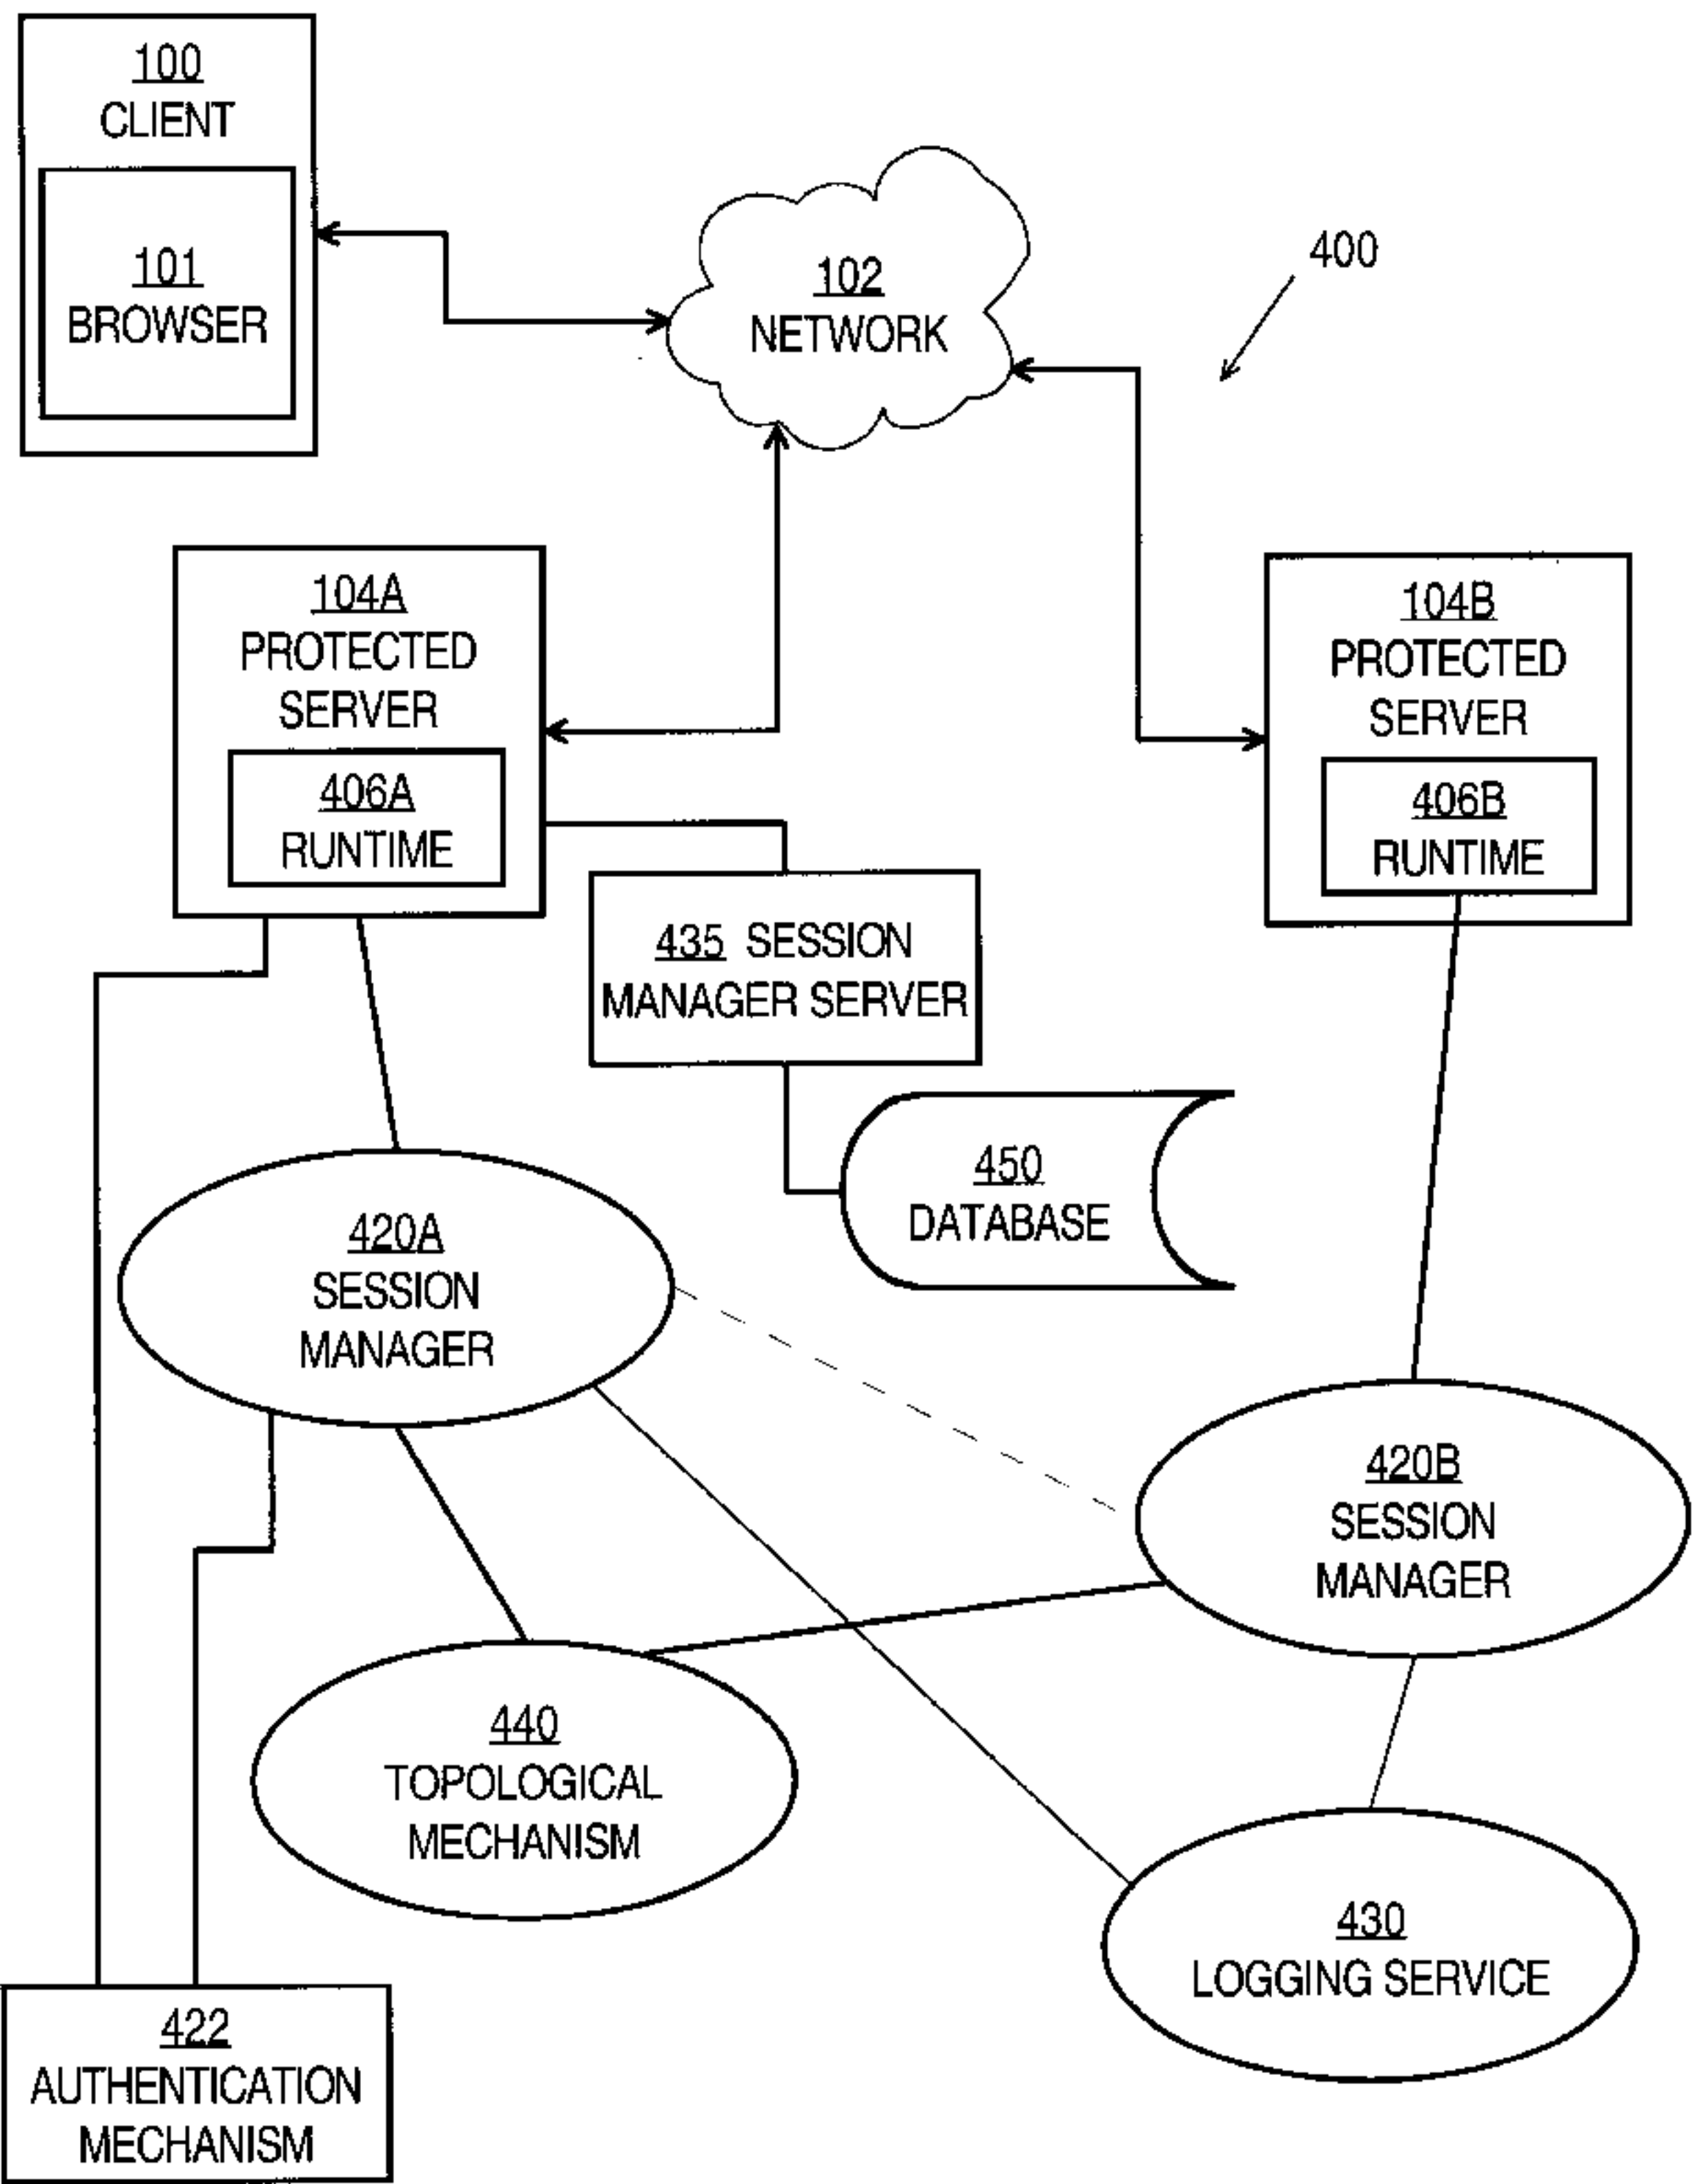 100
CLIENT
101
BROWSER
102
NETWORK
400
104A
PROTECTED
SERVER
406A
RUNTIME
104B
PROTECTED
SERVER
406B
RUNTIME
435 SESSION
MANAGER SERVER
450
DATABASE
420A
SESSION
MANAGER
420B
SESSION
MANAGER
440
TOPOLOGICAL
MECHANISM
430
LOGGING SERVICE
422
AUTHENTICATION
MECHANISM